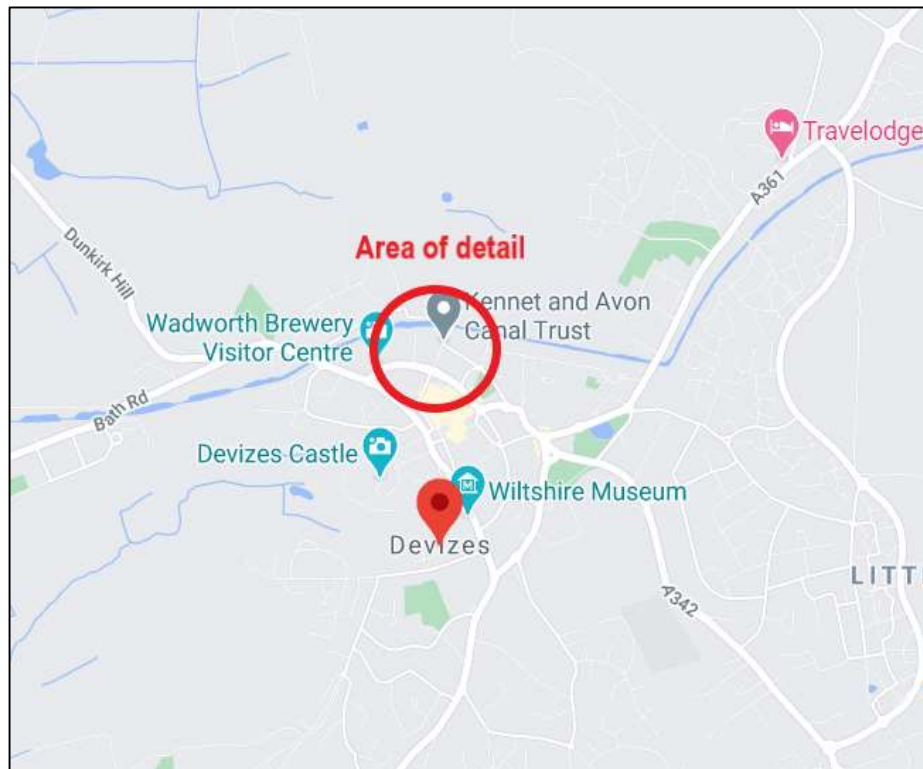 Travelodge
A361
Dunkirk Hill
Area of detail
Kennet and Avon
Canal Trust
Wadworth Brewery
Visitor Centre
Bath Rd
Devizes Castle
Wiltshire Museum
Devizes
LITT
A342